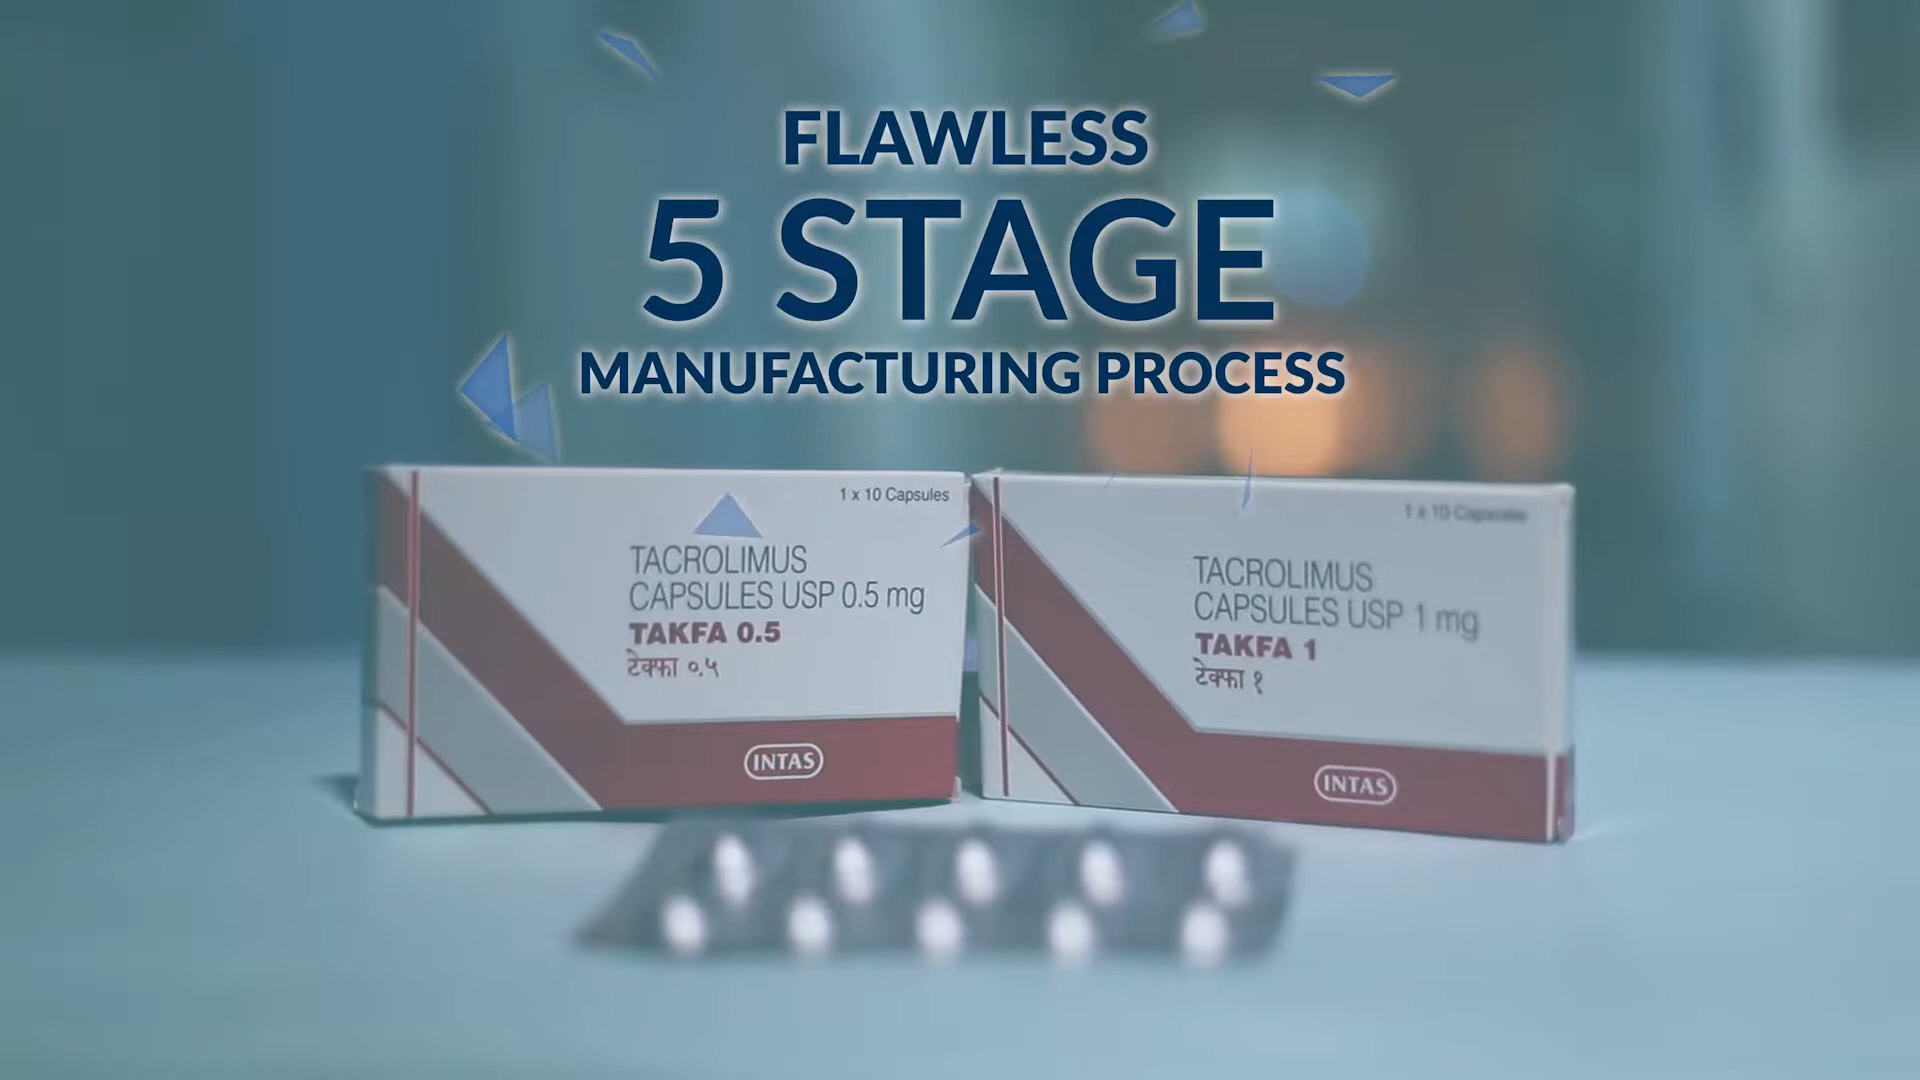 FLAWLESS
5 STAGE
MANUFACTURING PROCESS
1 x 10 Capsules
TACROLIMUS
CAPSULES USP 0.5 mg
TAKFA 0.5
टेक्फा ०.५
INTAS
1 x 10 Capsules
TACROLIMUS
CAPSULES USP 1 mg
TAKFA 1
टेक्फा १
INTAS